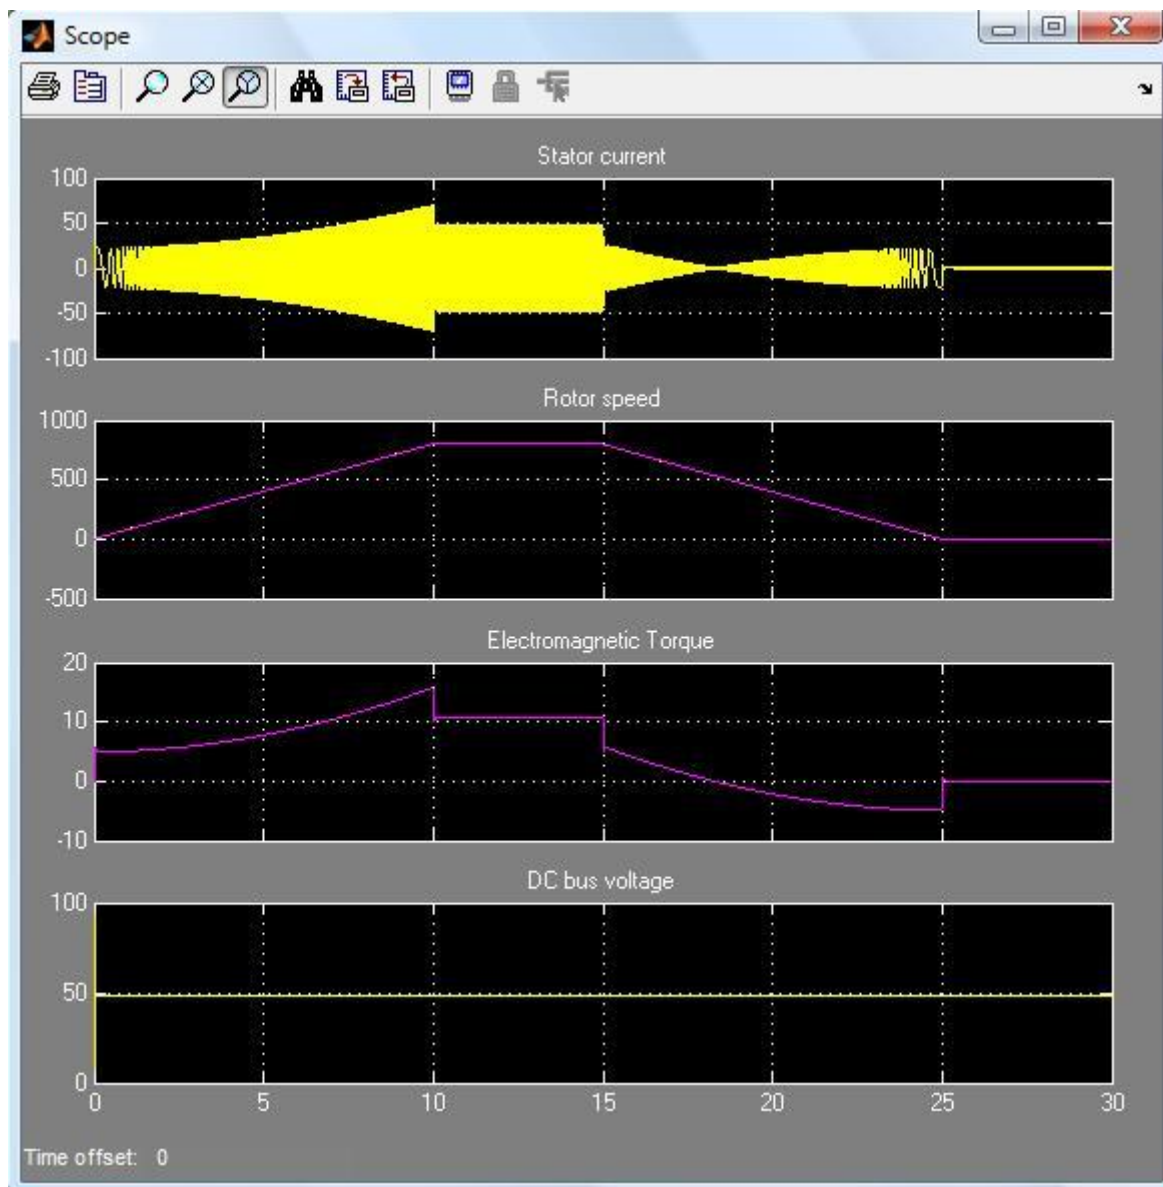 Scope
Stator current
100
50
0
-50
-100
Rotor speed
1000
500
0
-500
Electromagnetic Torque
20
10
0
-10
DC bus voltage
100
50
0
0 5 10 15 20 25 30
Time offset: 0